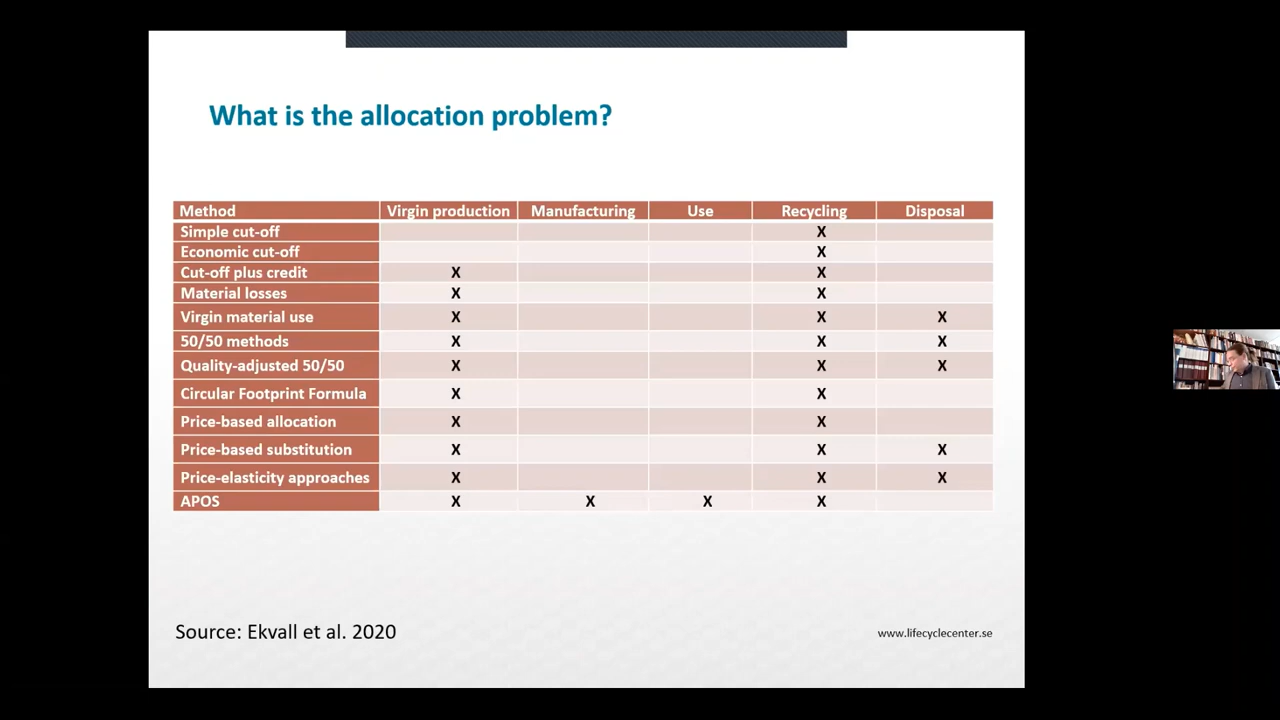 What is the allocation problem?
Method Virgin production Manufacturing Use Recycling Disposal
Simple cut-off X
Economic cut-off X
Cut-off plus credit X X
Material losses X X
Virgin material use X X X
50/50 methods X X X
Quality-adjusted 50/50 X X X
Circular Footprint Formula X X
Price-based allocation X X
Price-based substitution X X X
Price-elasticity approaches X X X
APOS X X X X
Source: Ekvall et al. 2020
www.lifecyclecenter.se